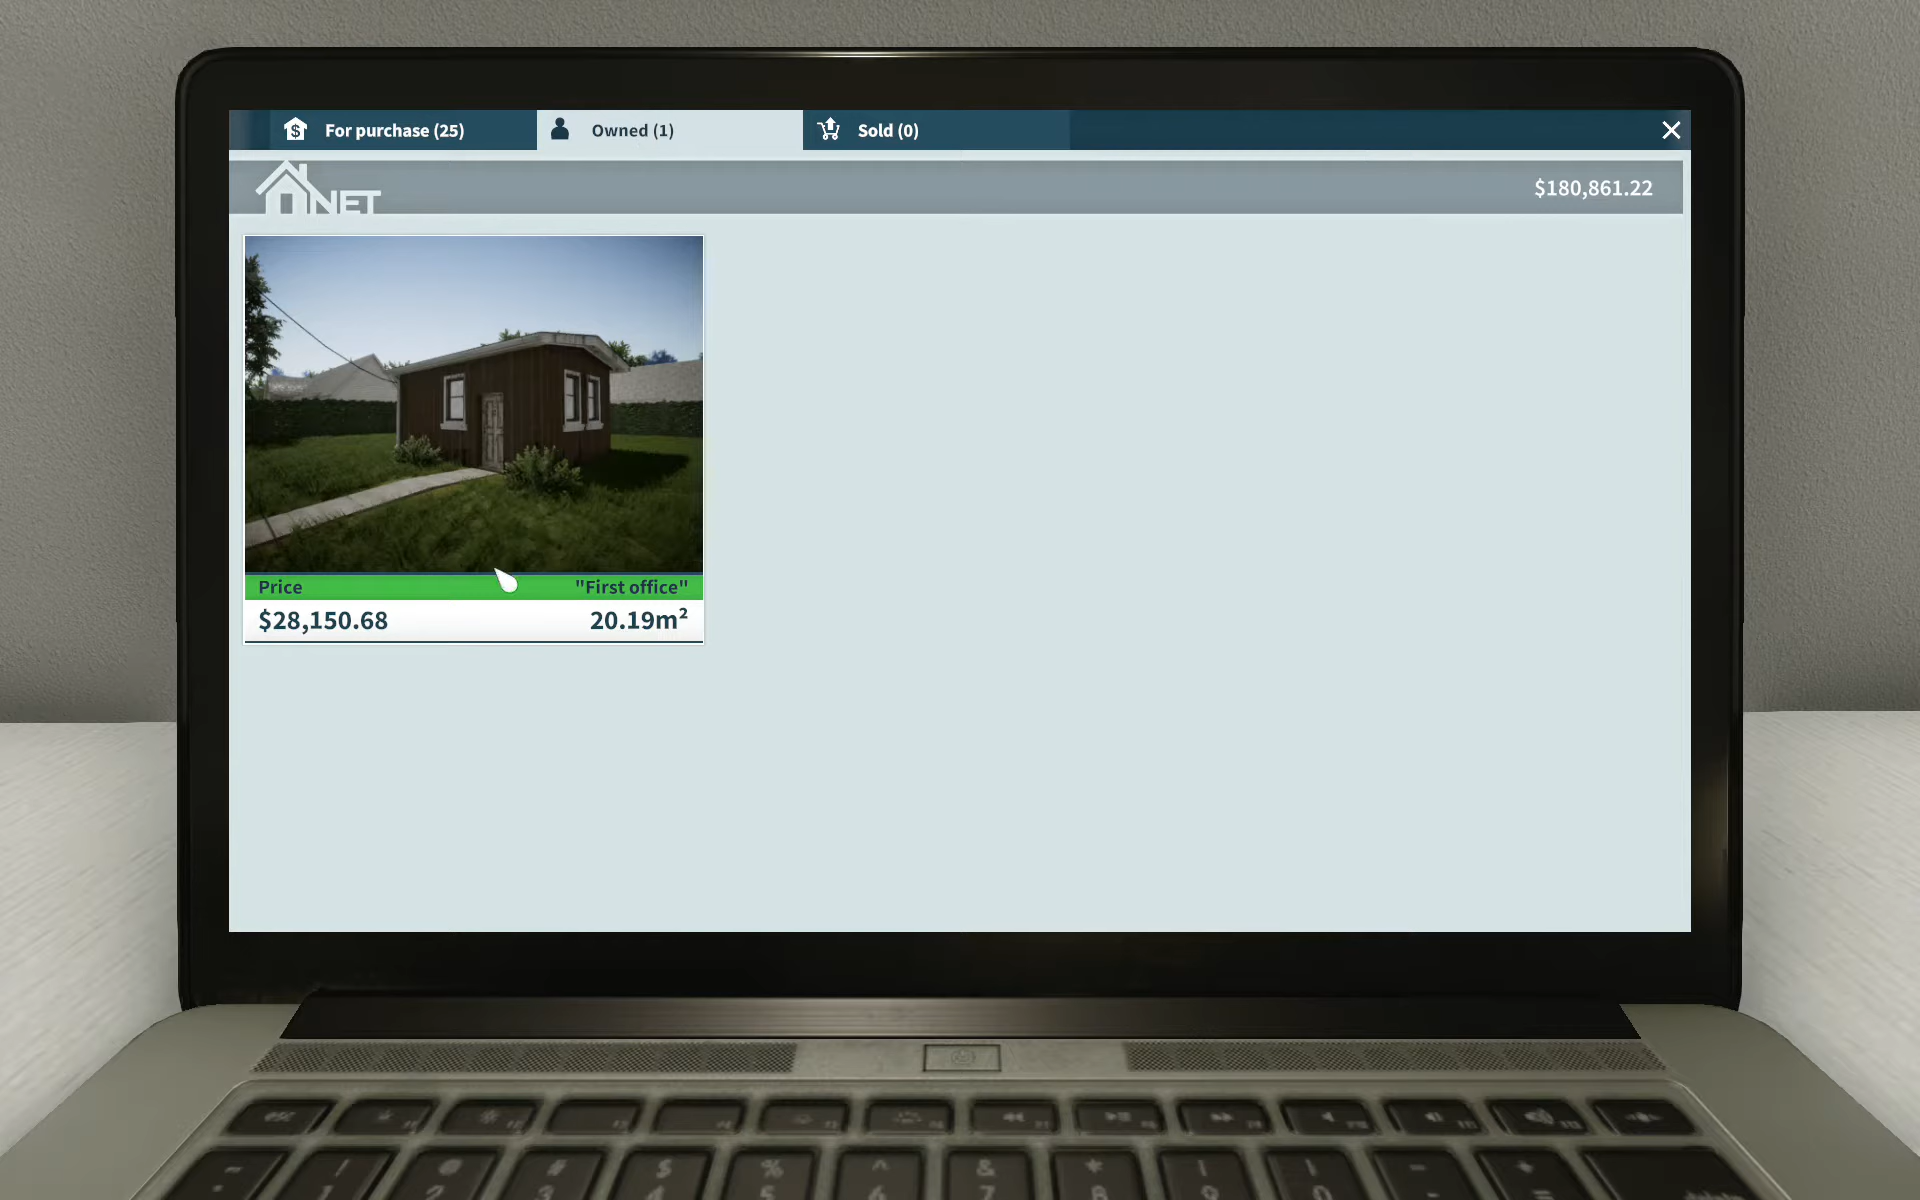 For purchase (25)
Owned (1)
Sold (0)
NET
$180,861.22
Price
"First office"
$28,150.68
20.19m²
esc